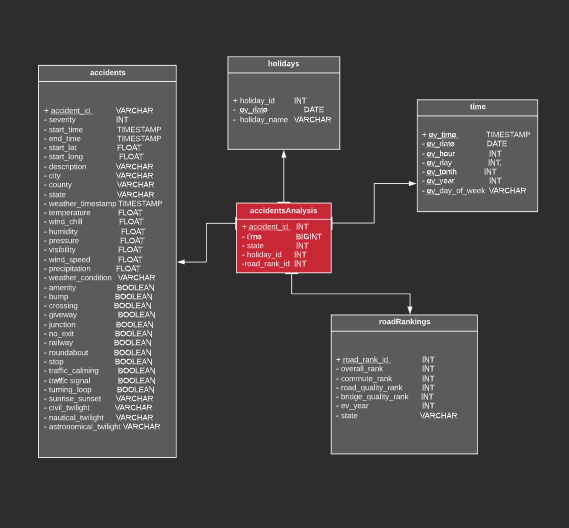 accidents
+ accident_id VARCHAR
- severity INT
- start_time TIMESTAMP
- end_time TIMESTAMP
- start_lat FLOAT
- start_long FLOAT
- description VARCHAR
- city VARCHAR
- county VARCHAR
- state VARCHAR
- weather_timestamp TIMESTAMP
- temperature FLOAT
- wind_chill FLOAT
- humidity FLOAT
- pressure FLOAT
- visibility FLOAT
- wind_speed FLOAT
- precipitation FLOAT
- weather_condition VARCHAR
- amenity BOOLEAN
- bump BOOLEAN
- crossing BOOLEAN
- giveway BOOLEAN
- junction BOOLEAN
- no_exit BOOLEAN
- railway BOOLEAN
- roundabout BOOLEAN
- stop BOOLEAN
- traffic_calming BOOLEAN
- traffic signal BOOLEAN
- turning_loop BOOLEAN
- sunrise_sunset VARCHAR
- civil_twilight VARCHAR
- nautical_twilight VARCHAR
- astronomical_twilight VARCHAR
holidays
+ holiday_id INT
- ev_date DATE
- holiday_name VARCHAR
time
+ ev_time TIMESTAMP
- ev_date DATE
- ev_hour INT
- ev_day INT
- INT
- ev_year INT
- ev_day_of_week VARCHAR
accidentsAnalysis
+ accident_id INT
- time BIGINT
- state INT
- holiday_id INT
-road_rank_id INT
roadRankings
+ road_rank_id INT
- overall_rank INT
- commute_rank INT
- road_quality_rank INT
- bridge_quality_rank INT
- ev_year INT
- state VARCHAR